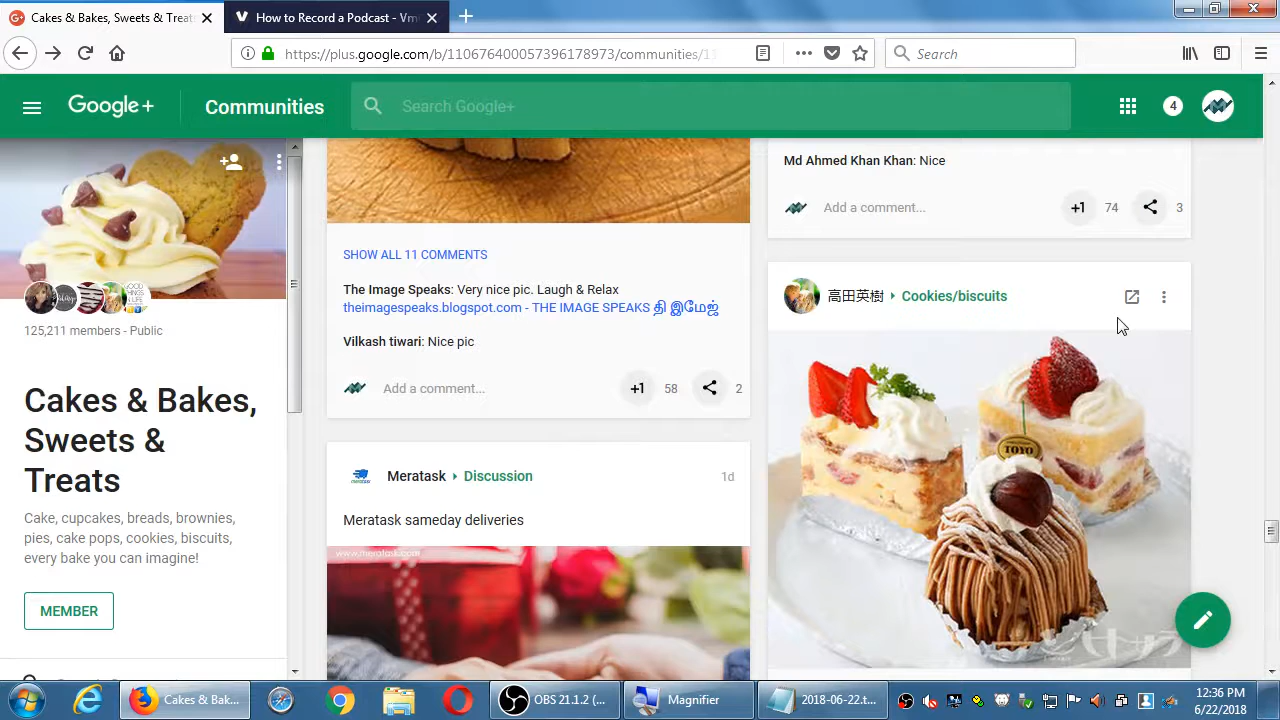 Cakes & Bakes, Sweets & Treat
How to Record a Podcast - Vm
https://plus.google.com/b/110676400057396178973/communities/11
Search
Google+
Communities
Search Google+
4
125,211 members - Public
Cakes & Bakes,
Sweets &
Treats
Cake, cupcakes, breads, brownies,
pies, cake pops, cookies, biscuits,
every bake you can imagine!
MEMBER
SHOW ALL 11 COMMENTS
The Image Speaks: Very nice pic. Laugh & Relax
theimagespeaks.blogspot.com - THE IMAGE SPEAKS தி இமேஜ்
Vilkash tiwari: Nice pic
Add a comment...
+1
58
2
Meratask
Discussion
1d
Meratask sameday deliveries
www.meratask.com
Md Ahmed Khan Khan: Nice
Add a comment...
+1
74
3
高田英樹
Cookies/biscuits
Cakes & Bak...
OBS 21.1.2 (...
Magnifier
2018-06-22.t...
12:36 PM
6/22/2018